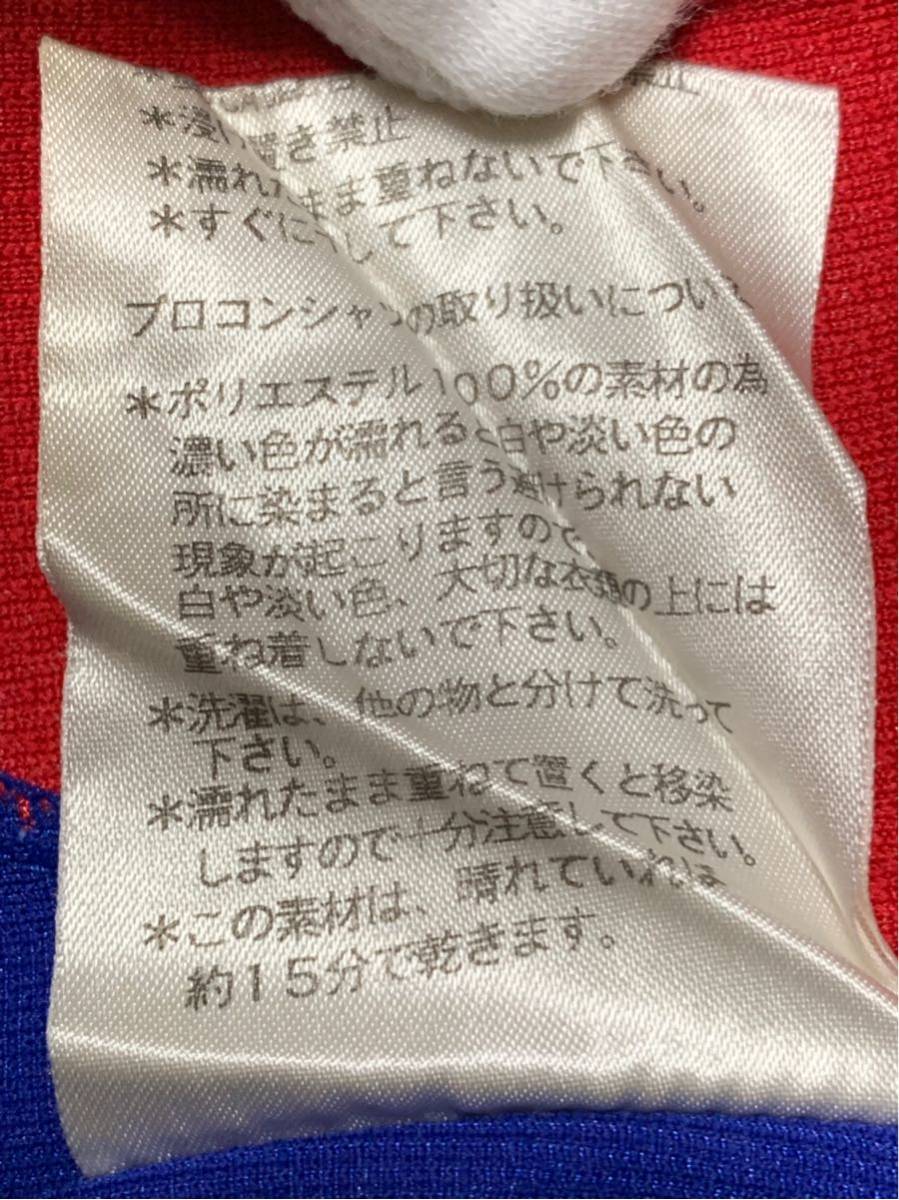 ＊浸け置き禁止
＊濡れたまま重ねないで下さい。
＊すぐに干して下さい。
プロコンシャツの取り扱いについて
＊ポリエステル１００％の素材の為
濃い色が濡れると白や淡い色の
所に染まると言う避けられない
現象が起こりますので
白や淡い色、大切な衣類の上には
重ね着しないで下さい。
＊洗濯は、他の物と分けて洗って
下さい。
＊濡れたまま重ねて置くと移染
しますので十分注意して下さい。
＊この素材は、晴れていれば
約１５分で乾きます。